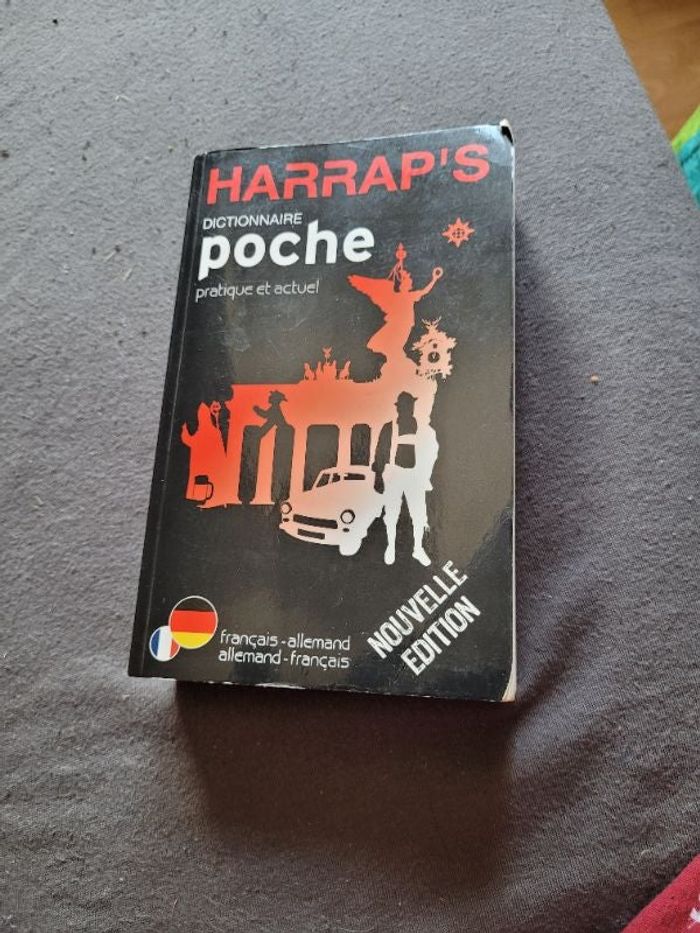 HARRAP'S
DICTIONNAIRE
poche
pratique et actuel
français-allemand
allemand-français
NOUVELLE
EDITION